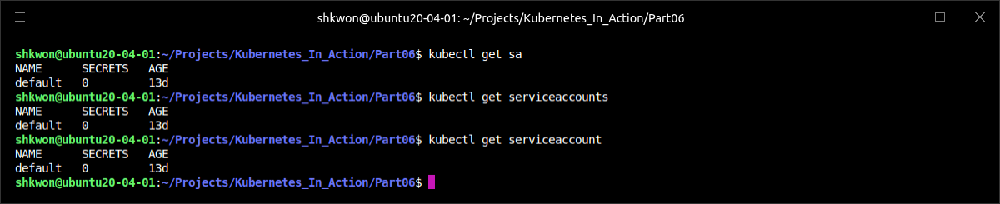 shkwon@ubuntu20-04-01: ~/Projects/Kubernetes_In_Action/Part06
shkwon@ubuntu20-04-01:~/Projects/Kubernetes_In_Action/Part06$ kubectl get sa
NAME      SECRETS   AGE
default   0         13d
shkwon@ubuntu20-04-01:~/Projects/Kubernetes_In_Action/Part06$ kubectl get serviceaccounts
NAME      SECRETS   AGE
default   0         13d
shkwon@ubuntu20-04-01:~/Projects/Kubernetes_In_Action/Part06$ kubectl get serviceaccount
NAME      SECRETS   AGE
default   0         13d
shkwon@ubuntu20-04-01:~/Projects/Kubernetes_In_Action/Part06$